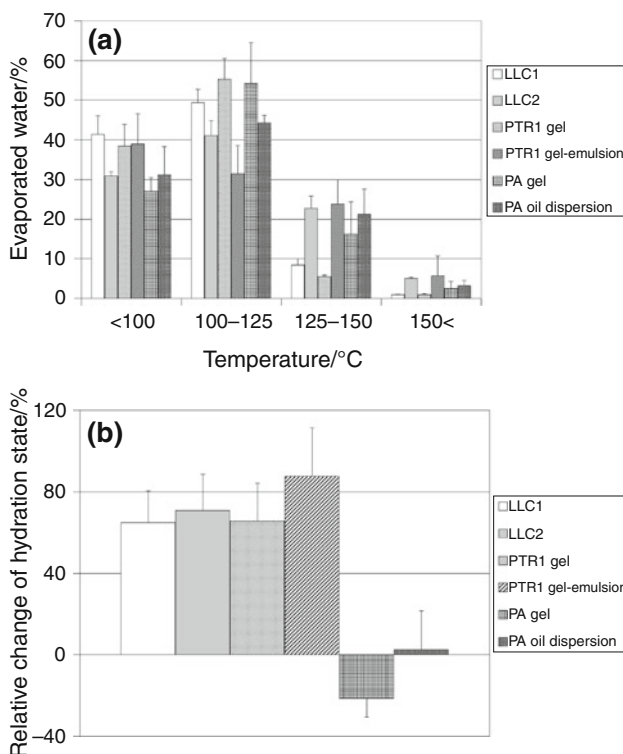 (a)
Evaporated water/%
70
60
50
40
30
20
10
0
<100
100–125
125–150
150<
Temperature/°C
LLC1
LLC2
PTR1 gel
PTR1 gel-emulsion
PA gel
PA oil dispersion
(b)
Relative change of hydration state/%
120
80
40
0
–40
LLC1
LLC2
PTR1 gel
PTR1 gel-emulsion
PA gel
PA oil dispersion